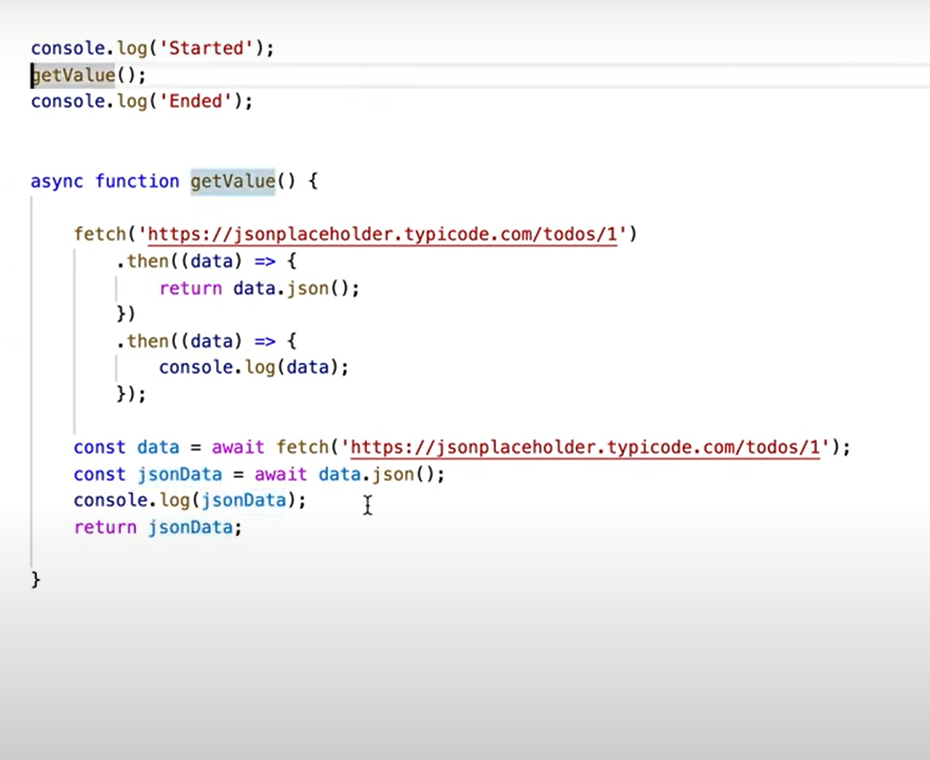 console.log('Started');
getValue();
console.log('Ended');
async function getValue() {
fetch('https://jsonplaceholder.typicode.com/todos/1')
.then((data) => {
return data.json();
})
.then((data) => {
console.log(data);
});
const data = await fetch('https://jsonplaceholder.typicode.com/todos/1');
const jsonData = await data.json();
console.log(jsonData);
return jsonData;
}